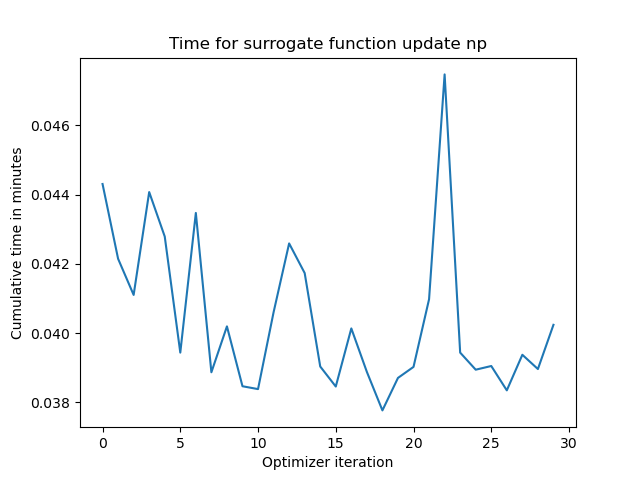 Time for surrogate function update np
Cumulative time in minutes
0.046
0.044
0.042
0.040
0.038
0 5 10 15 20 25 30
Optimizer iteration